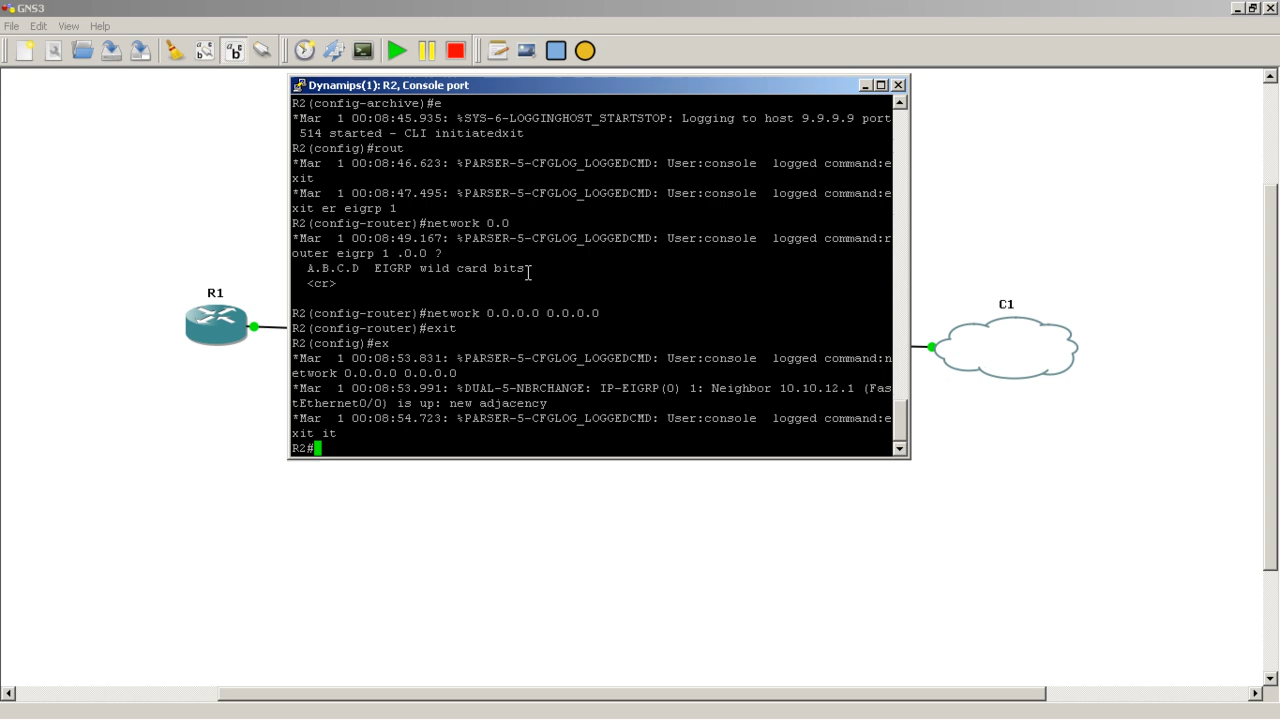 GNS3
File Edit View Help
Dynamips(1): R2, Console port
R2(config-archive)#e
*Mar  1 00:08:45.935: %SYS-6-LOGGINGHOST_STARTSTOP: Logging to host 9.9.9.9 port
 514 started - CLI initiatedxit
R2(config)#rout
*Mar  1 00:08:46.623: %PARSER-5-CFGLOG_LOGGEDCMD: User:console  logged command:e
xit
*Mar  1 00:08:47.495: %PARSER-5-CFGLOG_LOGGEDCMD: User:console  logged command:e
xit er eigrp 1
R2(config-router)#network 0.0
*Mar  1 00:08:49.167: %PARSER-5-CFGLOG_LOGGEDCMD: User:console  logged command:r
outer eigrp 1 .0.0 ?
  A.B.C.D  EIGRP wild card bits
  <cr>
R2(config-router)#network 0.0.0.0 0.0.0.0
R2(config-router)#exit
R2(config)#ex
*Mar  1 00:08:53.831: %PARSER-5-CFGLOG_LOGGEDCMD: User:console  logged command:n
etwork 0.0.0.0 0.0.0.0
*Mar  1 00:08:53.991: %DUAL-5-NBRCHANGE: IP-EIGRP(0) 1: Neighbor 10.10.12.1 (Fas
tEthernet0/0) is up: new adjacency
*Mar  1 00:08:54.723: %PARSER-5-CFGLOG_LOGGEDCMD: User:console  logged command:e
xit it
R2#
R1
C1